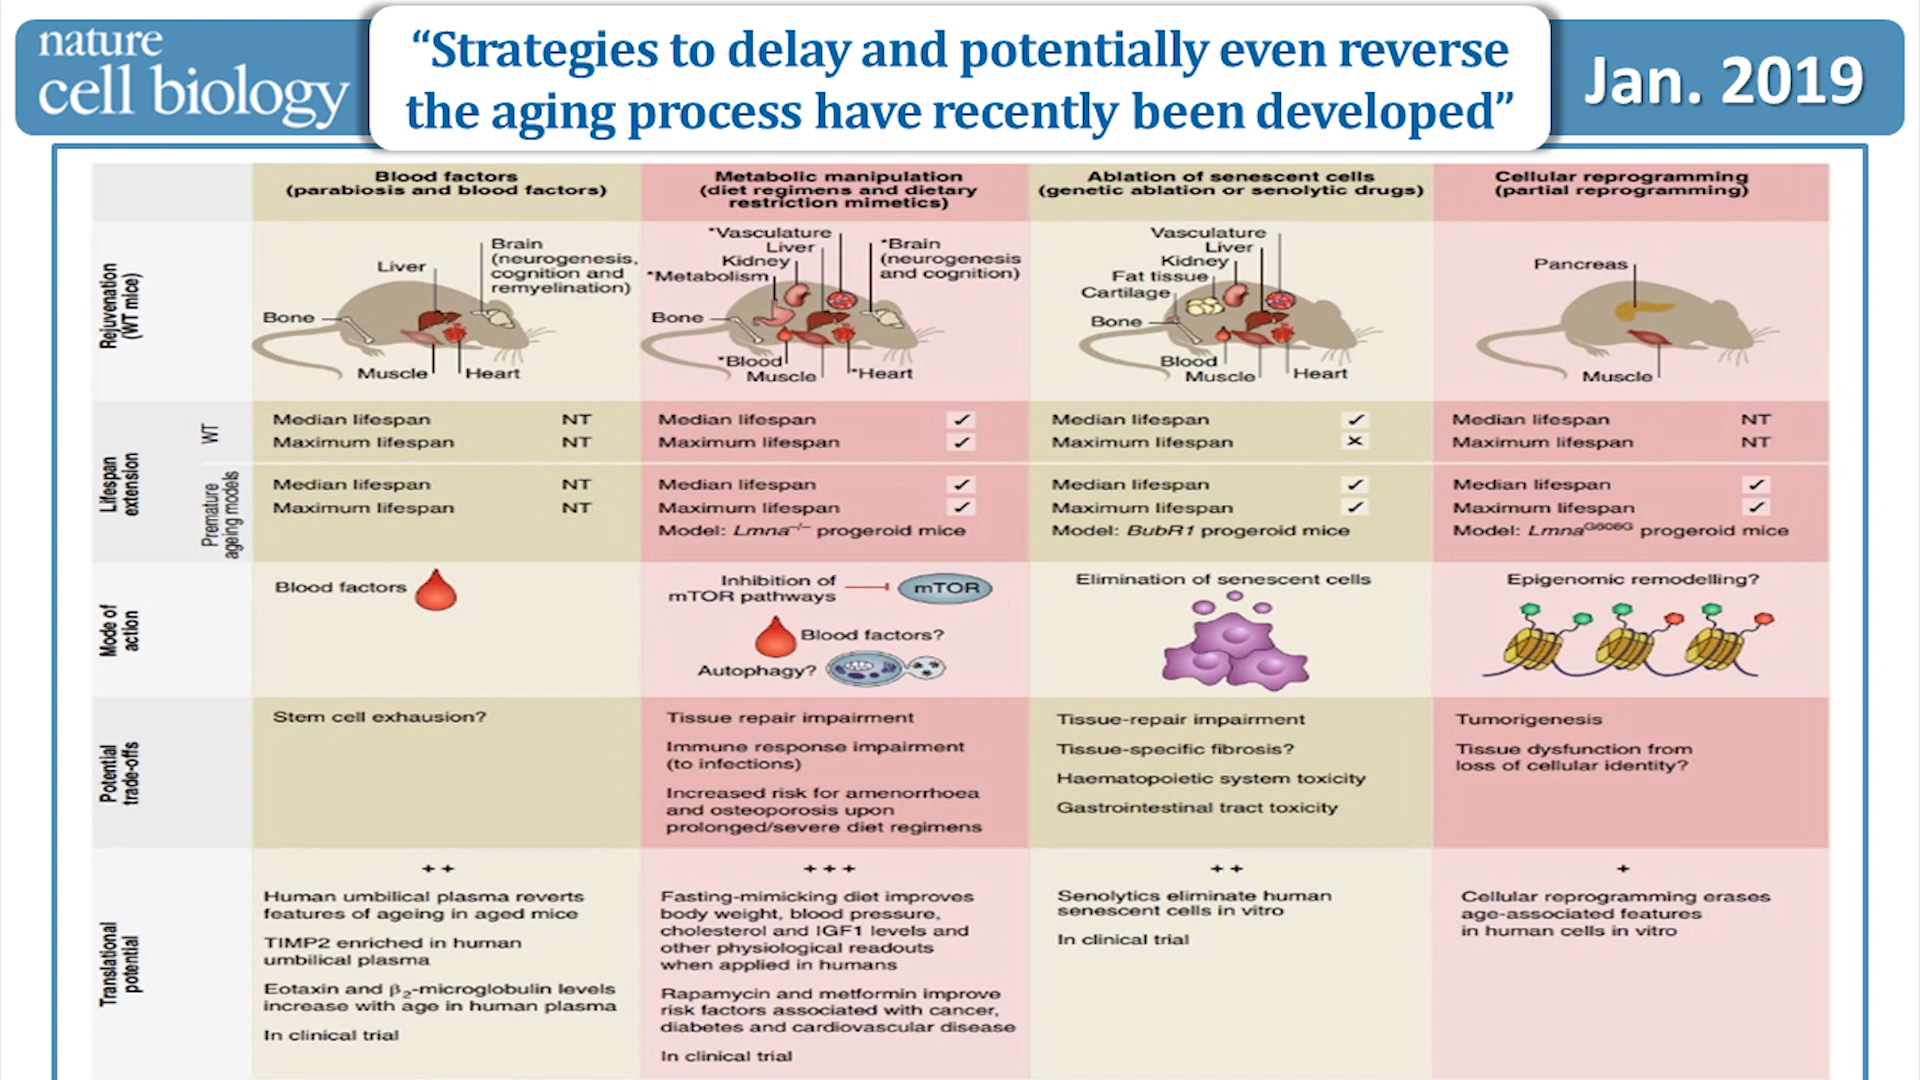 nature
cell biology
“Strategies to delay and potentially even reverse
the aging process have recently been developed”
Jan. 2019
Blood factors
(parabiosis and blood factors)
Metabolic manipulation
(diet regimens and dietary
restriction mimetics)
Ablation of senescent cells
(genetic ablation or senolytic drugs)
Cellular reprogramming
(partial reprogramming)
Rejuvenation
(WT mice)
Liver
Brain
(neurogenesis,
cognition and
remyelination)
Bone
Muscle
Heart
*Vasculature
Liver
Kidney
*Metabolism
*Brain
(neurogenesis
and cognition)
Bone
*Blood
Muscle
*Heart
Vasculature
Liver
Kidney
Fat tissue
Cartilage
Bone
Blood
Muscle
Heart
Pancreas
Muscle
Lifespan
extension
WT
Median lifespan NT
Maximum lifespan NT
Median lifespan ✓
Maximum lifespan ✓
Median lifespan ✓
Maximum lifespan ×
Median lifespan NT
Maximum lifespan NT
Premature
ageing models
Median lifespan NT
Maximum lifespan NT
Median lifespan ✓
Maximum lifespan ✓
Model: Lmna−/− progeroid mice
Median lifespan ✓
Maximum lifespan ✓
Model: BubR1 progeroid mice
Median lifespan ✓
Maximum lifespan ✓
Model: LmnaG608G progeroid mice
Mode of
action
Blood factors
Inhibition of
mTOR pathways
mTOR
Blood factors?
Autophagy?
Elimination of senescent cells
Epigenomic remodelling?
Potential
trade-offs
Stem cell exhausion?
Tissue repair impairment
Immune response impairment
(to infections)
Increased risk for amenorrhoea
and osteoporosis upon
prolonged/severe diet regimens
Tissue-repair impairment
Tissue-specific fibrosis?
Haematopoietic system toxicity
Gastrointestinal tract toxicity
Tumorigenesis
Tissue dysfunction from
loss of cellular identity?
Translational
potential
++
Human umbilical plasma reverts
features of ageing in aged mice
TIMP2 enriched in human
umbilical plasma
Eotaxin and β2-microglobulin levels
increase with age in human plasma
In clinical trial
+++
Fasting-mimicking diet improves
body weight, blood pressure,
cholesterol and IGF1 levels and
other physiological readouts
when applied in humans
Rapamycin and metformin improve
risk factors associated with cancer,
diabetes and cardiovascular disease
In clinical trial
++
Senolytics eliminate human
senescent cells in vitro
In clinical trial
+
Cellular reprogramming erases
age-associated features
in human cells in vitro